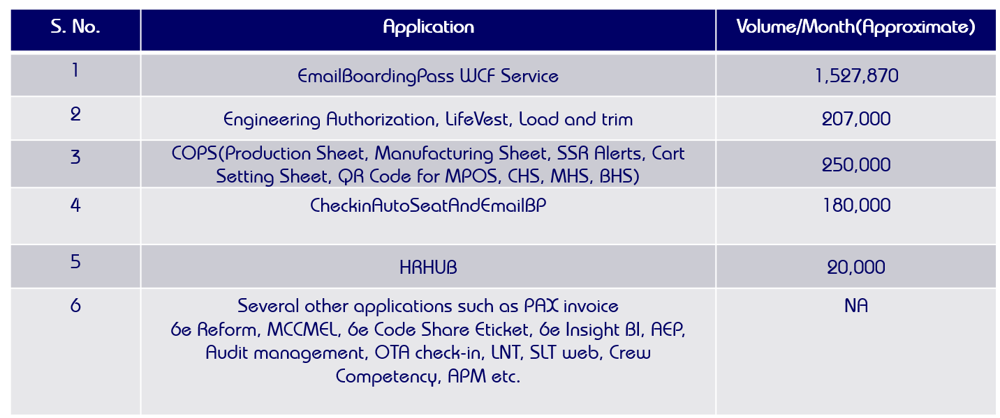 S. No. Application Volume/Month(Approximate)
1 EmailBoardingPass WCF Service 1,527,870
2 Engineering Authorization, LifeVest, Load and trim 207,000
3 COPS(Production Sheet, Manufacturing Sheet, SSR Alerts, Cart
Setting Sheet, QR Code for MPOS, CHS, MHS, BHS) 250,000
4 CheckinAutoSeatAndEmailBP 180,000
5 HRHUB 20,000
6 Several other applications such as PAX invoice NA
6e Reform, MCCMEL, 6e Code Share Eticket, 6e Insight BI, AEP,
Audit management, OTA check-in, LNT, SLT web, Crew
Competency, APM etc.